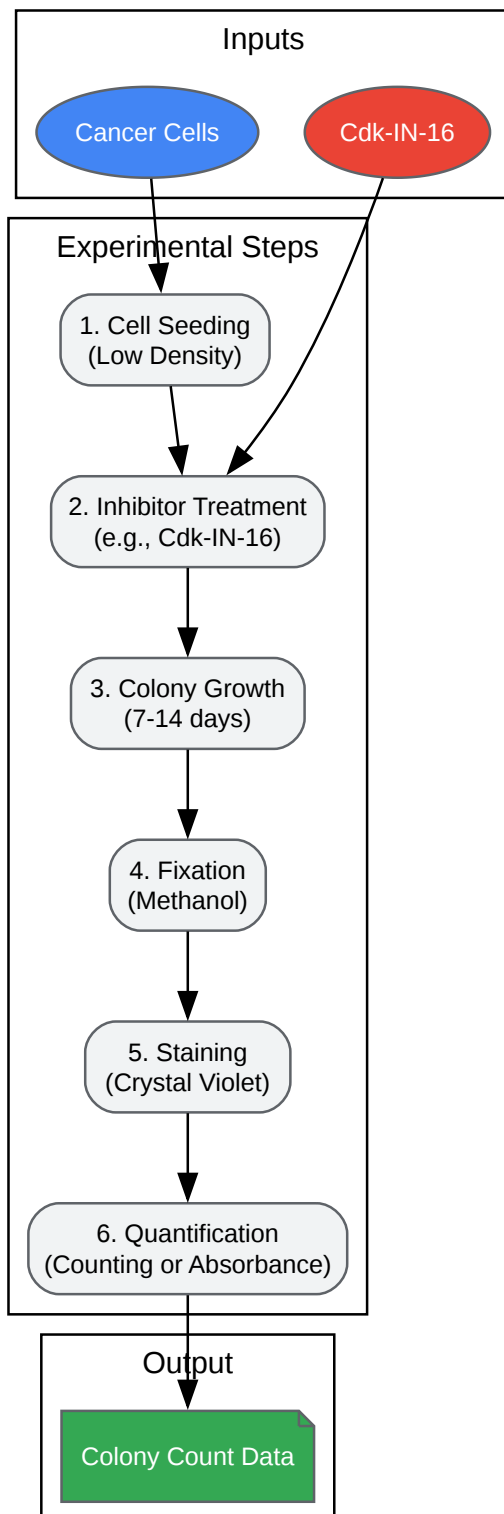 Inputs
Cancer Cells
Cdk-IN-16
Experimental Steps
1. Cell Seeding
(Low Density)
2. Inhibitor Treatment
(e.g., Cdk-IN-16)
3. Colony Growth
(7-14 days)
4. Fixation
(Methanol)
5. Staining
(Crystal Violet)
6. Quantification
(Counting or Absorbance)
Output
Colony Count Data